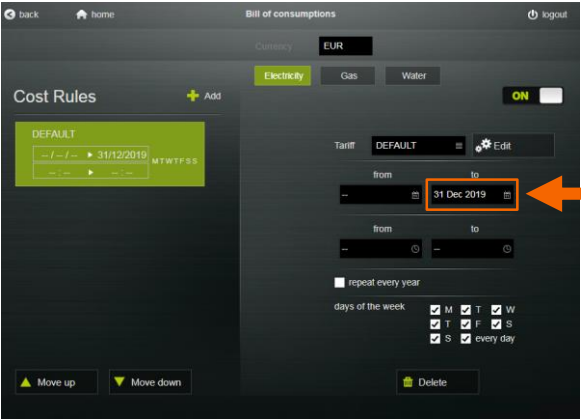 back home Bill of consumptions logout
Currency EUR
Electricity Gas Water
Cost Rules Add
ON
DEFAULT
-- / -- / -- ▸ 31/12/2019 MTWTFSS
-- : -- ▸ -- : --
Tariff DEFAULT Edit
from to
-- 31 Dec 2019
from to
-- --
repeat every year
days of the week M T W
T F S
S every day
Move up Move down Delete